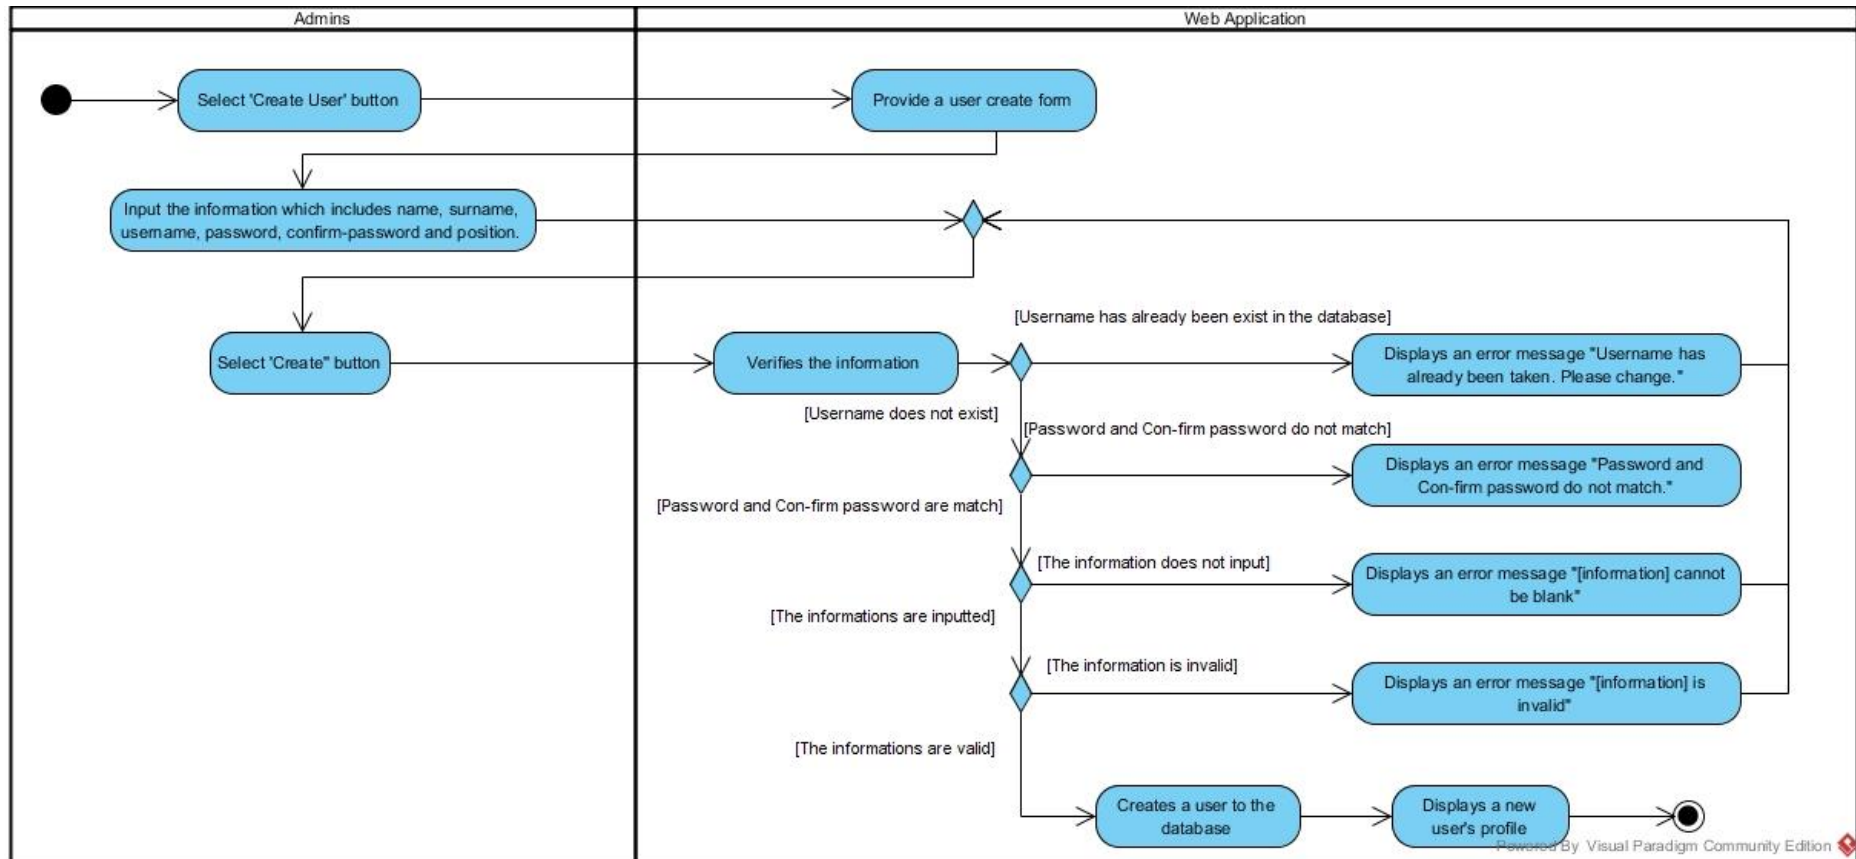 Admins
Web Application
Select 'Create User' button
Provide a user create form
Input the information which includes name, surname,
username, password, confirm-password and position.
[Username has already been exist in the database]
Select 'Create" button
Verifies the information
Displays an error message "Username has
already been taken. Please change."
[Username does not exist]
[Password and Con-firm password do not match]
Displays an error message "Password and
Con-firm password do not match."
[Password and Con-firm password are match]
[The information does not input]
Displays an error message "[information] cannot
be blank"
[The informations are inputted]
[The information is invalid]
Displays an error message "[information] is
invalid"
[The informations are valid]
Creates a user to the
database
Displays a new
user's profile
Powered By Visual Paradigm Community Edition